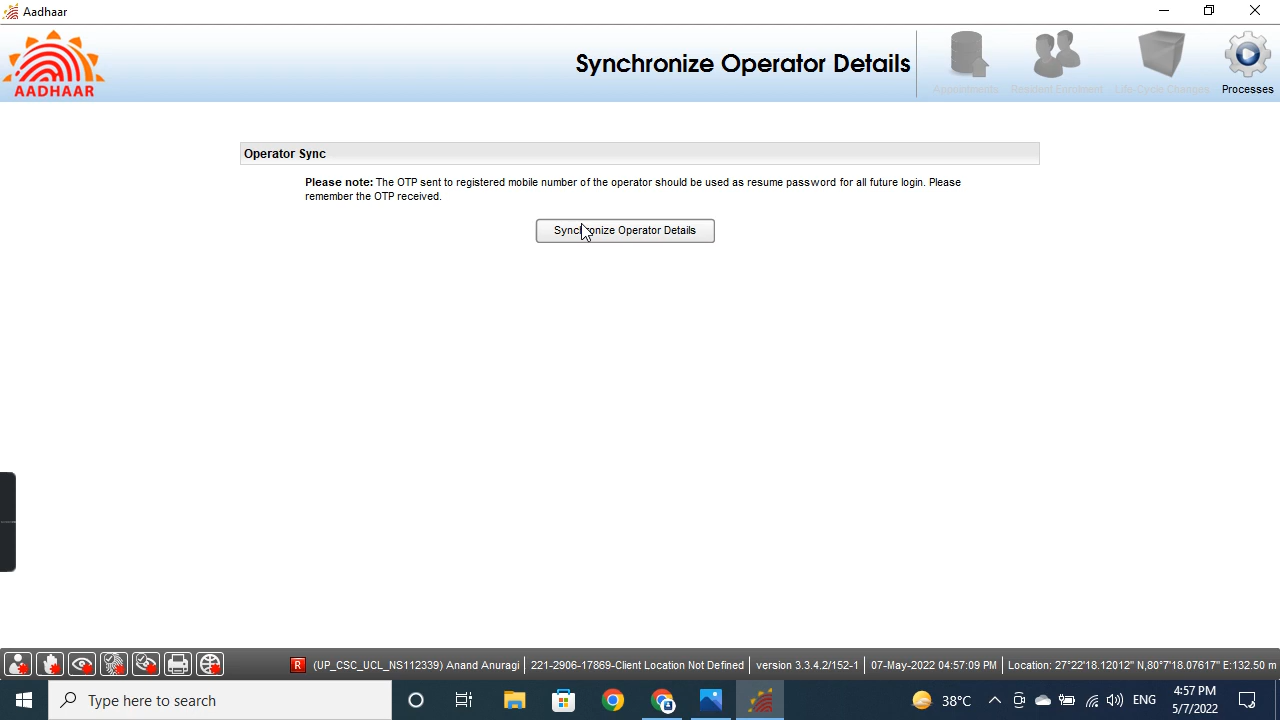 Aadhaar
AADHAAR
Synchronize Operator Details
Appointments
Resident Enrolment
Life-Cycle Changes
Processes
Operator Sync
Please note: The OTP sent to registered mobile number of the operator should be used as resume password for all future login. Please
remember the OTP received.
Synchronize Operator Details
R (UP_CSC_UCL_NS112339) Anand Anuragi 221-2906-17869-Client Location Not Defined version 3.3.4.2/152-1 07-May-2022 04:57:09 PM Location: 27°22'18.12012" N,80°7'18.07617" E:132.50 m
Type here to search
38°C
ENG
4:57 PM
5/7/2022